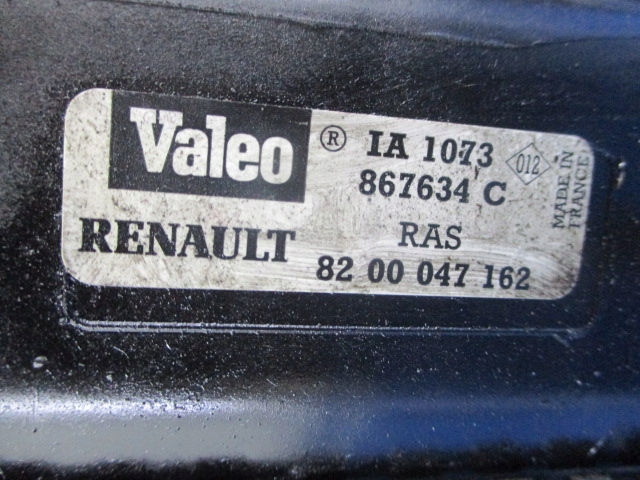 Valeo ® IA 1073 012
867634 C
RENAULT RAS
82 00 047 162
MADE IN
FRANCE